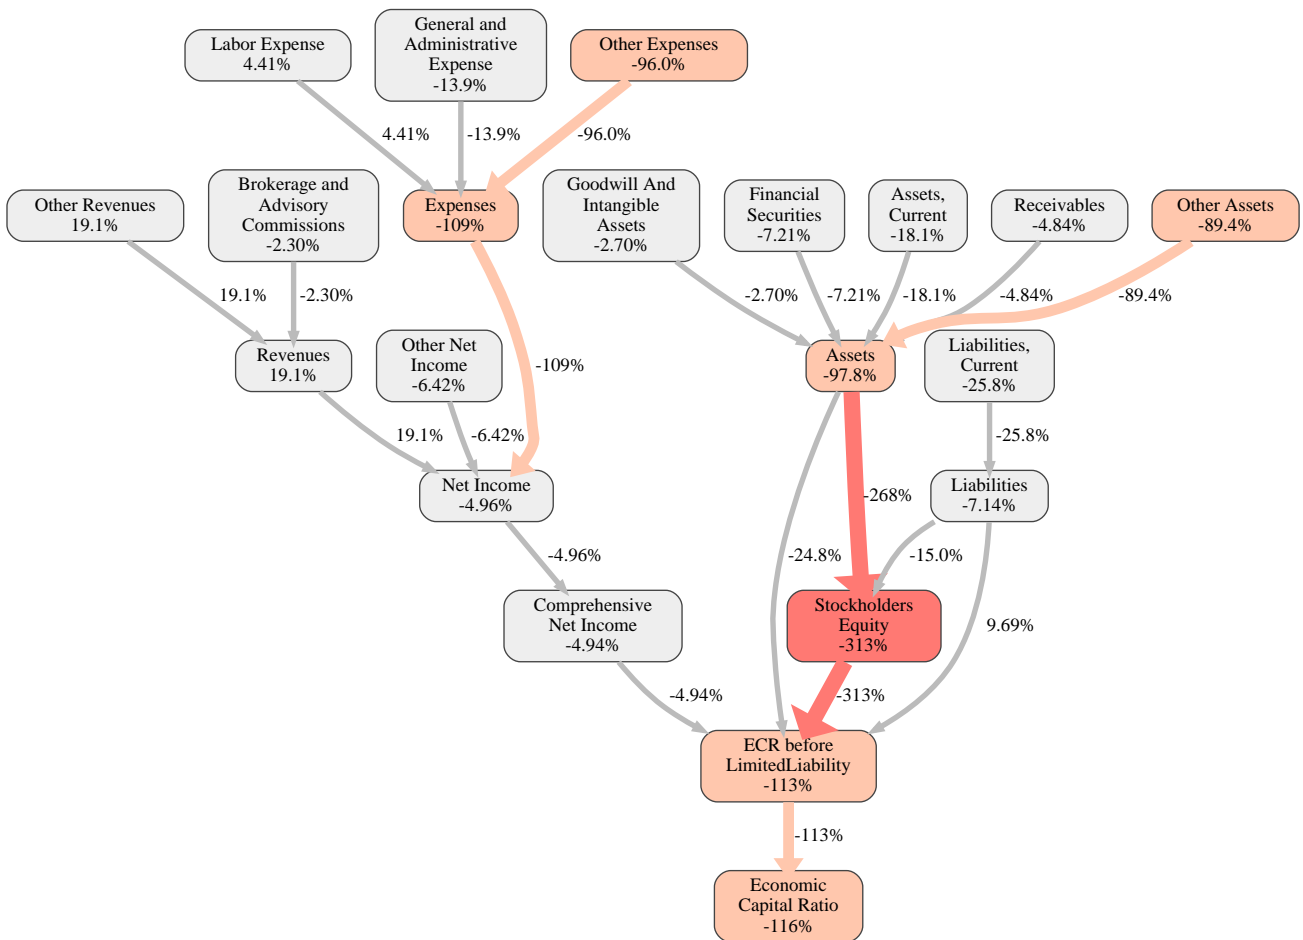 Labor Expense
4.41%
General and
Administrative
Expense
-13.9%
Other Expenses
-96.0%
4.41%
-13.9%
-96.0%
Other Revenues
19.1%
Brokerage and
Advisory
Commissions
-2.30%
Expenses
-109%
Goodwill And
Intangible
Assets
-2.70%
Financial
Securities
-7.21%
Assets,
Current
-18.1%
Receivables
-4.84%
Other Assets
-89.4%
19.1%
-2.30%
-2.70%
-7.21%
-18.1%
-4.84%
-89.4%
Revenues
19.1%
Other Net
Income
-6.42%
-109%
Assets
-97.8%
Liabilities,
Current
-25.8%
19.1%
-6.42%
-25.8%
Net Income
-4.96%
-268%
Liabilities
-7.14%
-4.96%
-24.8%
-15.0%
Comprehensive
Net Income
-4.94%
Stockholders
Equity
-313%
9.69%
-4.94%
-313%
ECR before
LimitedLiability
-113%
-113%
Economic
Capital Ratio
-116%